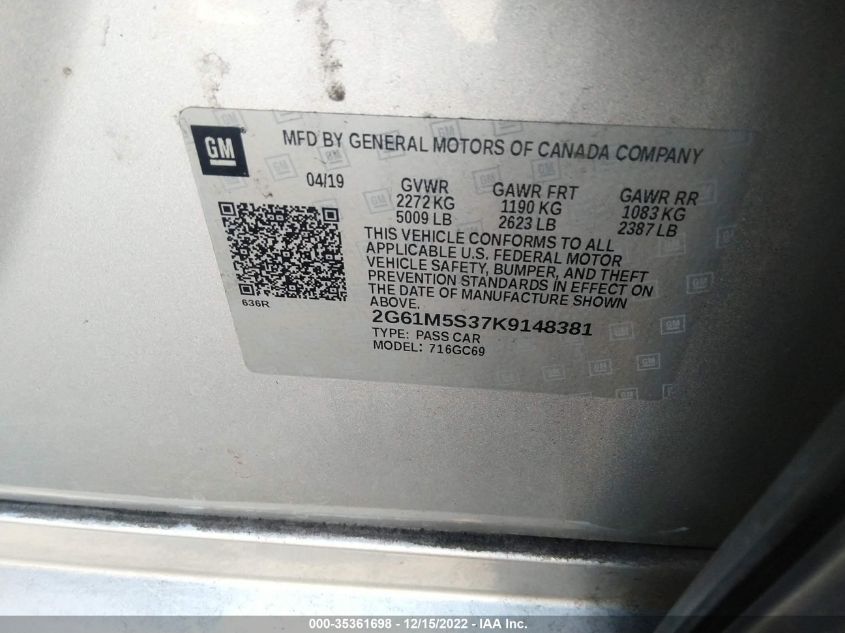 GM
MFD BY GENERAL MOTORS OF CANADA COMPANY
04/19 GVWR GAWR FRT GAWR RR
2272 KG 1190 KG 1083 KG
5009 LB 2623 LB 2387 LB
THIS VEHICLE CONFORMS TO ALL
APPLICABLE U.S. FEDERAL MOTOR
VEHICLE SAFETY, BUMPER, AND THEFT
PREVENTION STANDARDS IN EFFECT ON
THE DATE OF MANUFACTURE SHOWN
ABOVE.
636R
2G61M5S37K9148381
TYPE: PASS CAR
MODEL: 716GC69
000-35361698 - 12/15/2022 - IAA Inc.